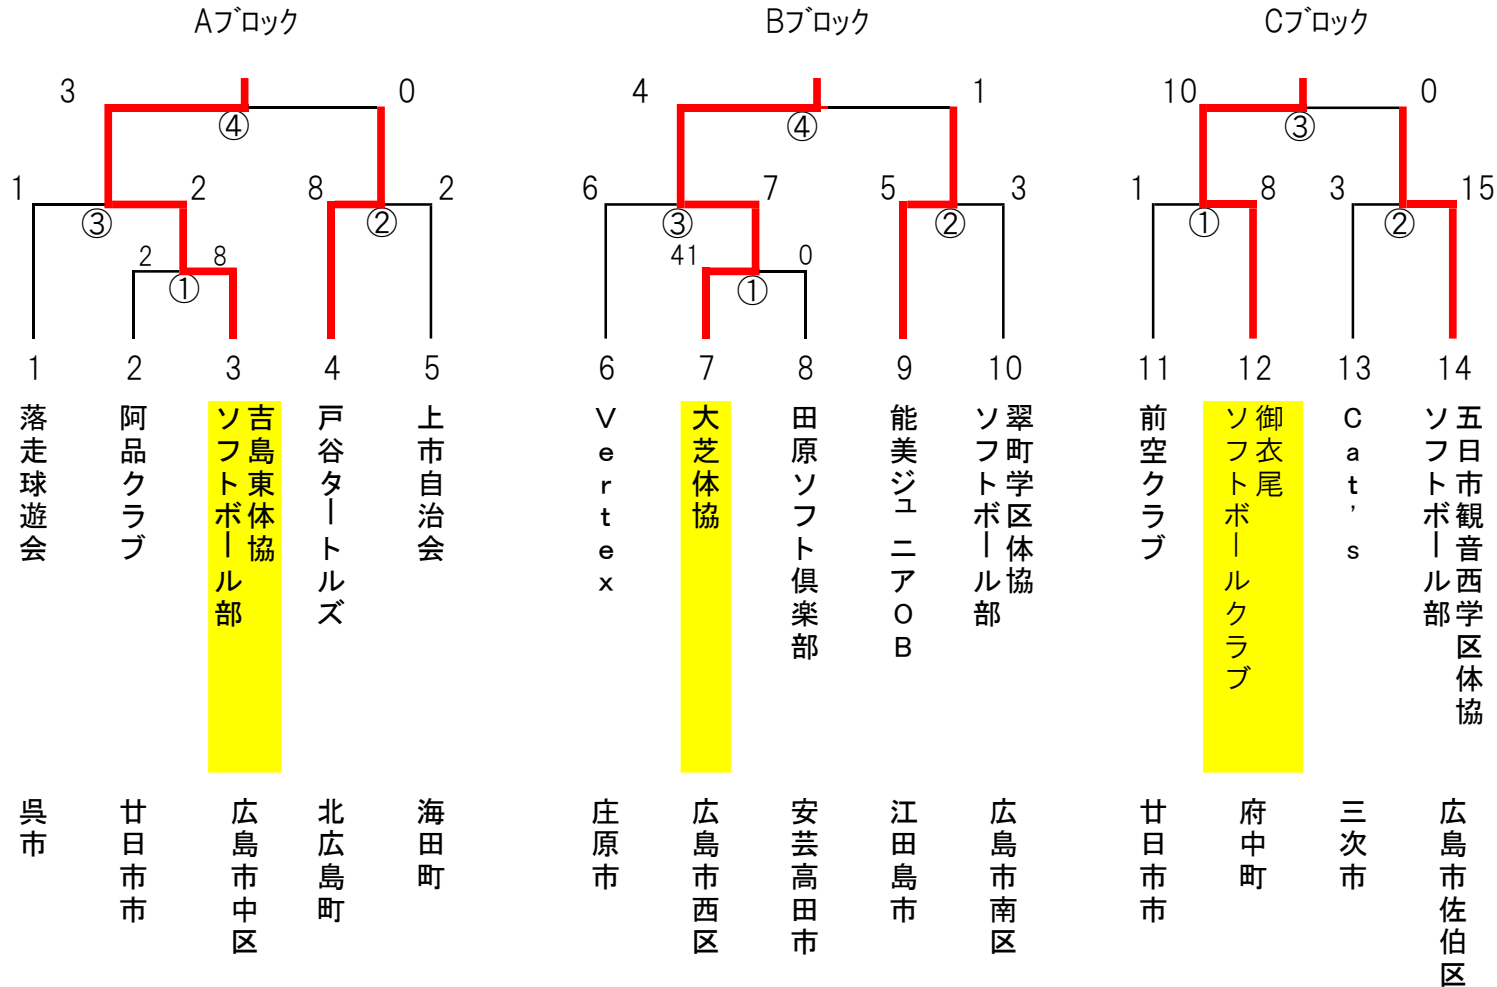 Aブロック
Bブロック
Cブロック
3
0
4
1
10
0
④
④
③
1
2
8
2
6
7
5
3
1
8
3
15
③
②
③
②
①
②
2
8
41
0
①
①
1
2
3
4
5
6
7
8
9
10
11
12
13
14
落走球遊会
阿品クラブ
吉島東体協
ソフトボール部
戸谷タートルズ
上市自治会
Vertex
大芝体協
田原ソフト倶楽部
能美ジュニアOB
翠町学区体協
ソフトボール部
前空クラブ
御衣尾
ソフトボールクラブ
Cat's
五日市観音西学区体協
ソフトボール部
呉市
廿日市市
広島市中区
北広島町
海田町
庄原市
広島市西区
安芸高田市
江田島市
広島市南区
廿日市市
府中町
三次市
広島市佐伯区